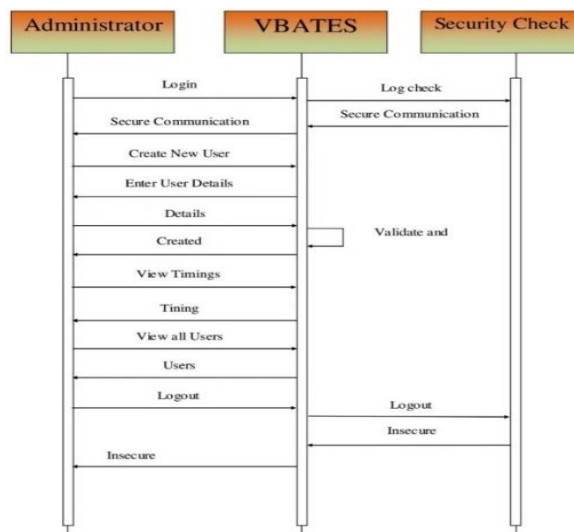 Administrator
VBATES
Security Check
Login
Log check
Secure Communication
Secure Communication
Create New User
Enter User Details
Details
Validate and
Created
View Timings
Tining
View all Users
Users
Logout
Logout
Insecure
Insecure